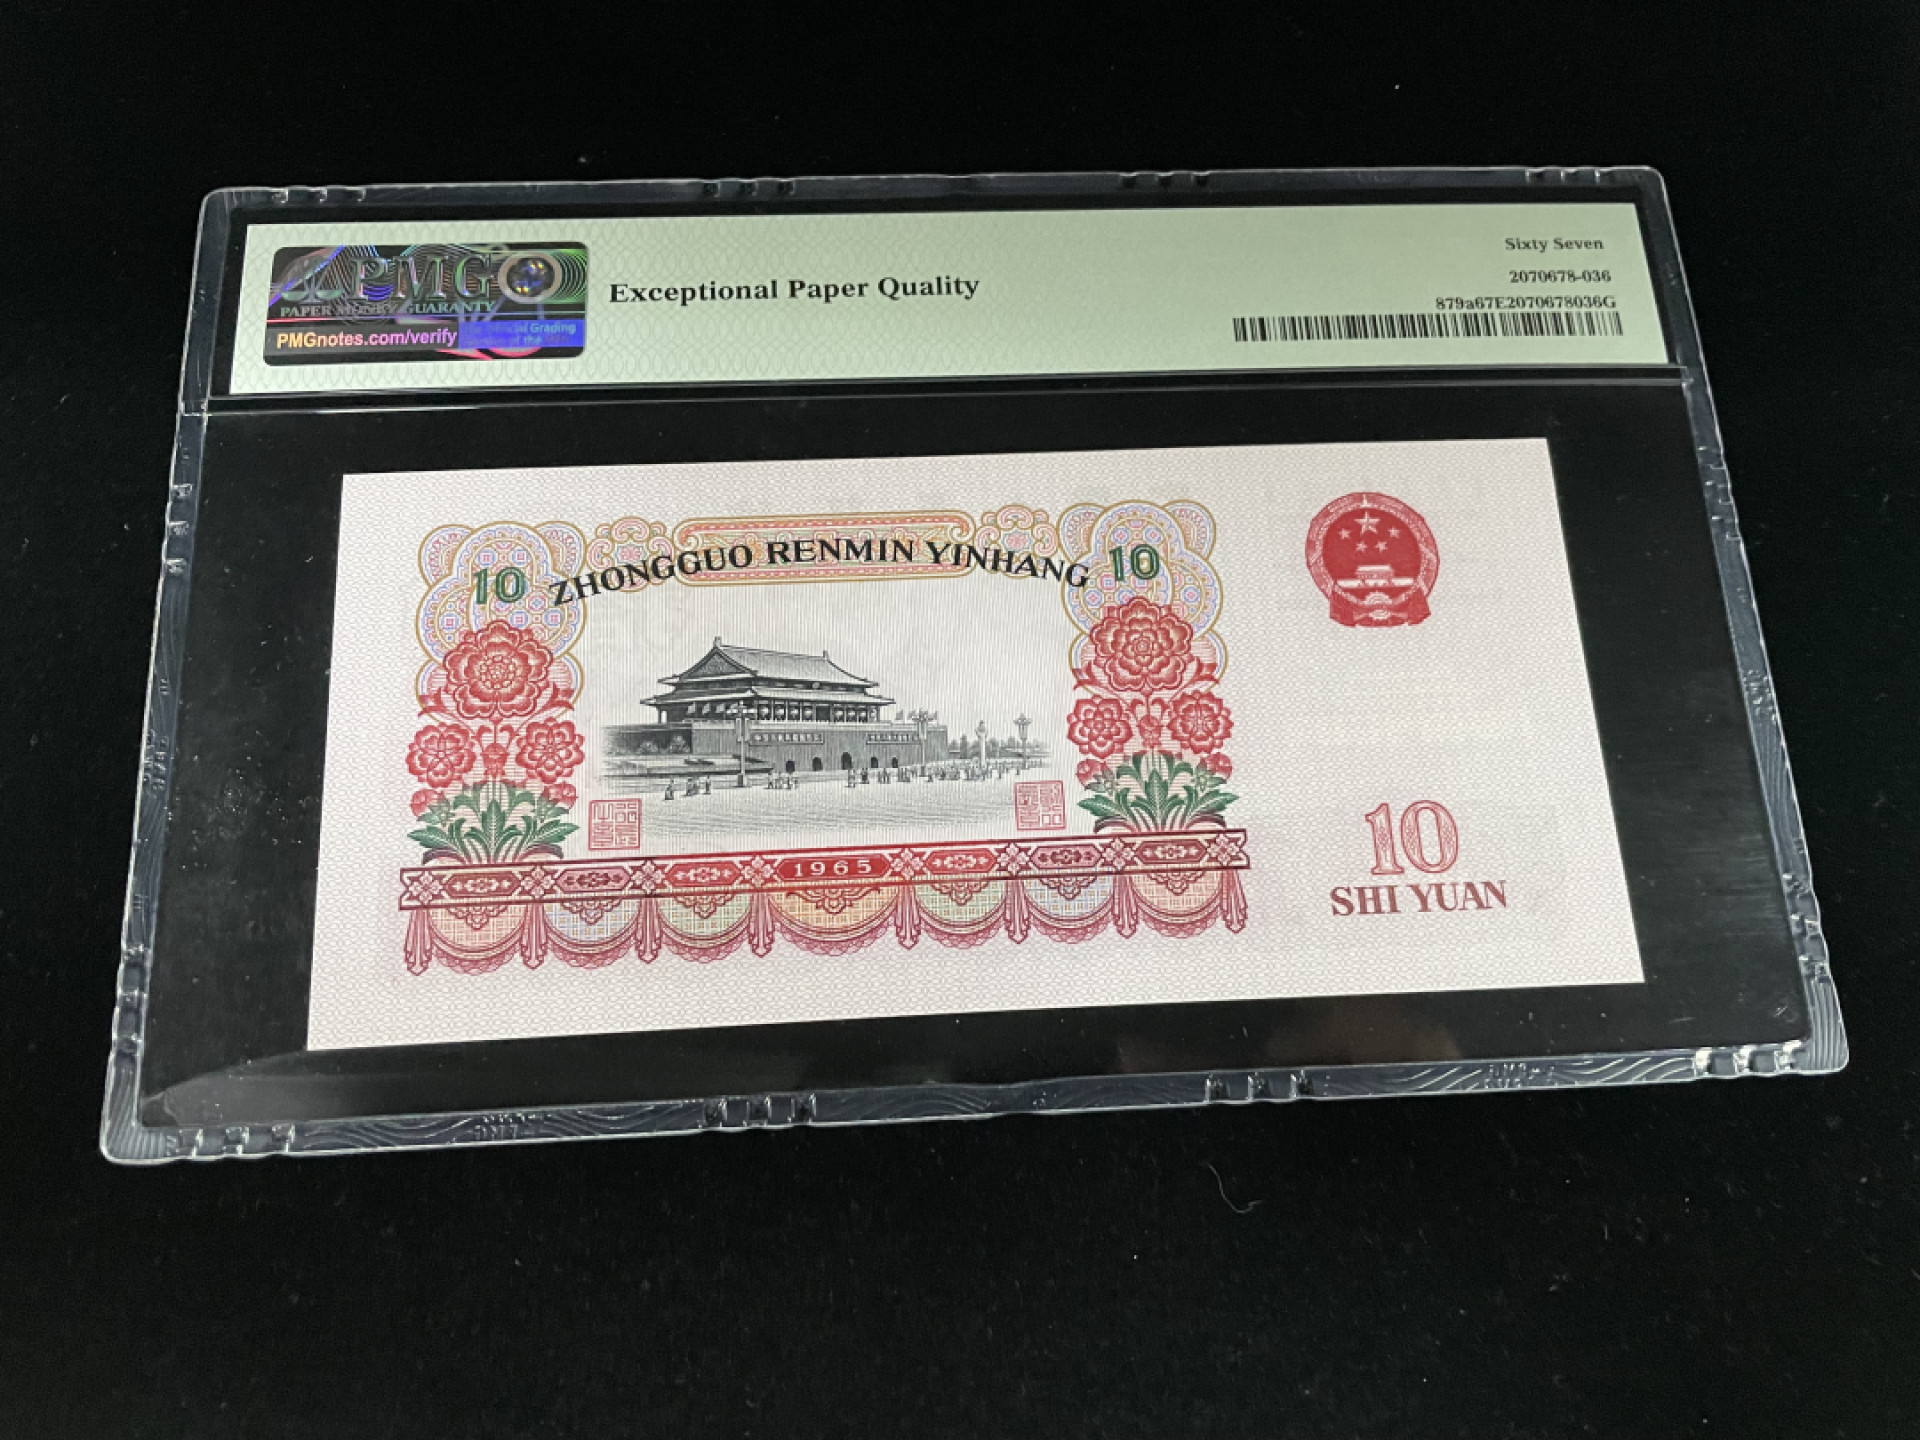 PMG
PAPER MONEY GUARANTY
PMGnotes.com/verify
Exceptional Paper Quality
Sixty Seven
2070678-036
879a67E2070678036G
10 ZHONGGUO RENMIN YINHANG 10
1965
10
SHI YUAN